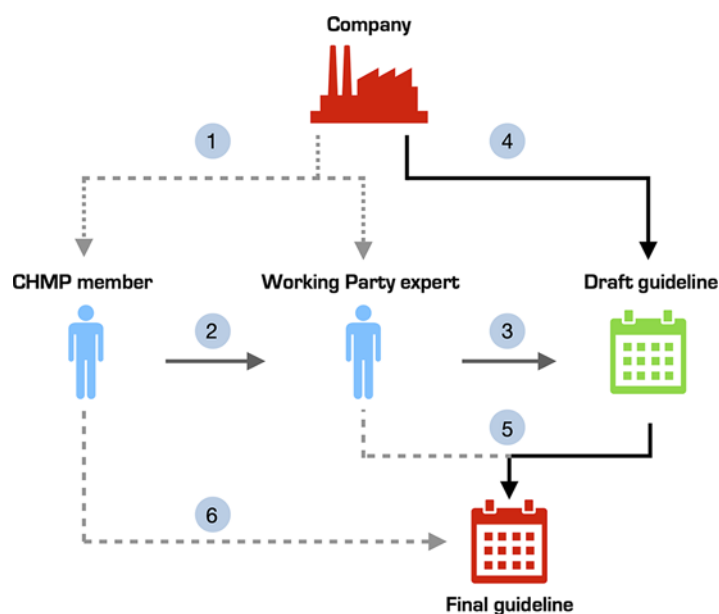 Company
1
4
CHMP member
Working Party expert
Draft guideline
2
3
5
6
Final guideline